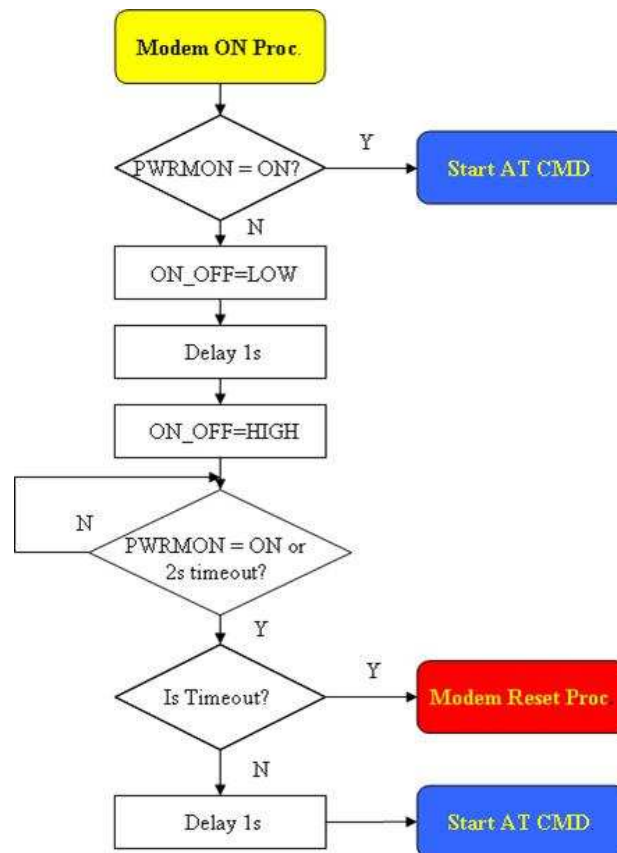 Modem ON Proc.
PWRMON = ON?
Y
Start AT CMD.
N
ON_OFF=LOW
Delay 1s
ON_OFF=HIGH
N
PWRMON = ON or
2s timeout?
Y
Is Timeout?
Y
Modem Reset Proc.
N
Delay 1s
Start AT CMD.